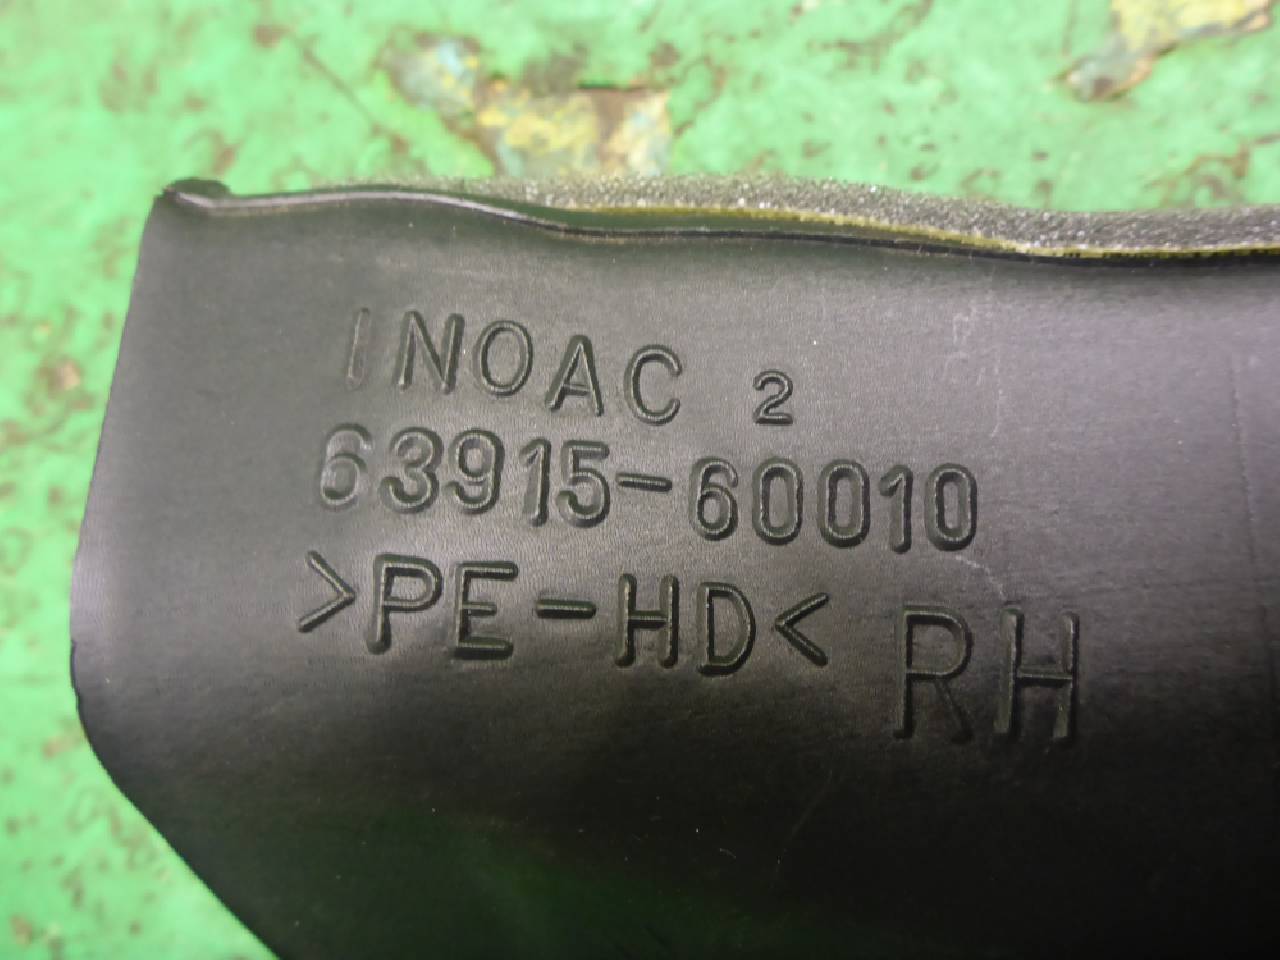 INOAC 2
63915-60010
>PE-HD< RH